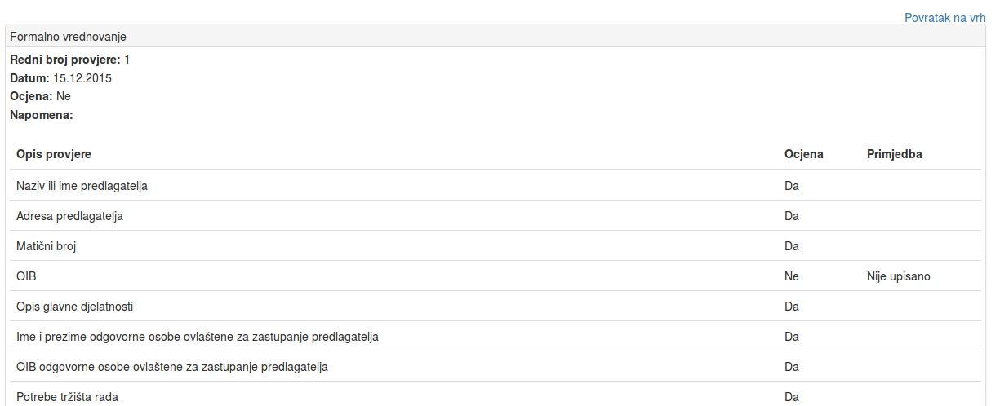 Povratak na vrh
Formalno vrednovanje
Redni broj provjere: 1
Datum: 15.12.2015
Ocjena: Ne
Napomena:
Opis provjere Ocjena Primjedba
Naziv ili ime predlagatelja Da
Adresa predlagatelja Da
Matični broj Da
OIB Ne Nije upisano
Opis glavne djelatnosti Da
Ime i prezime odgovorne osobe ovlaštene za zastupanje predlagatelja Da
OIB odgovorne osobe ovlaštene za zastupanje predlagatelja Da
Potrebe tržišta rada Da